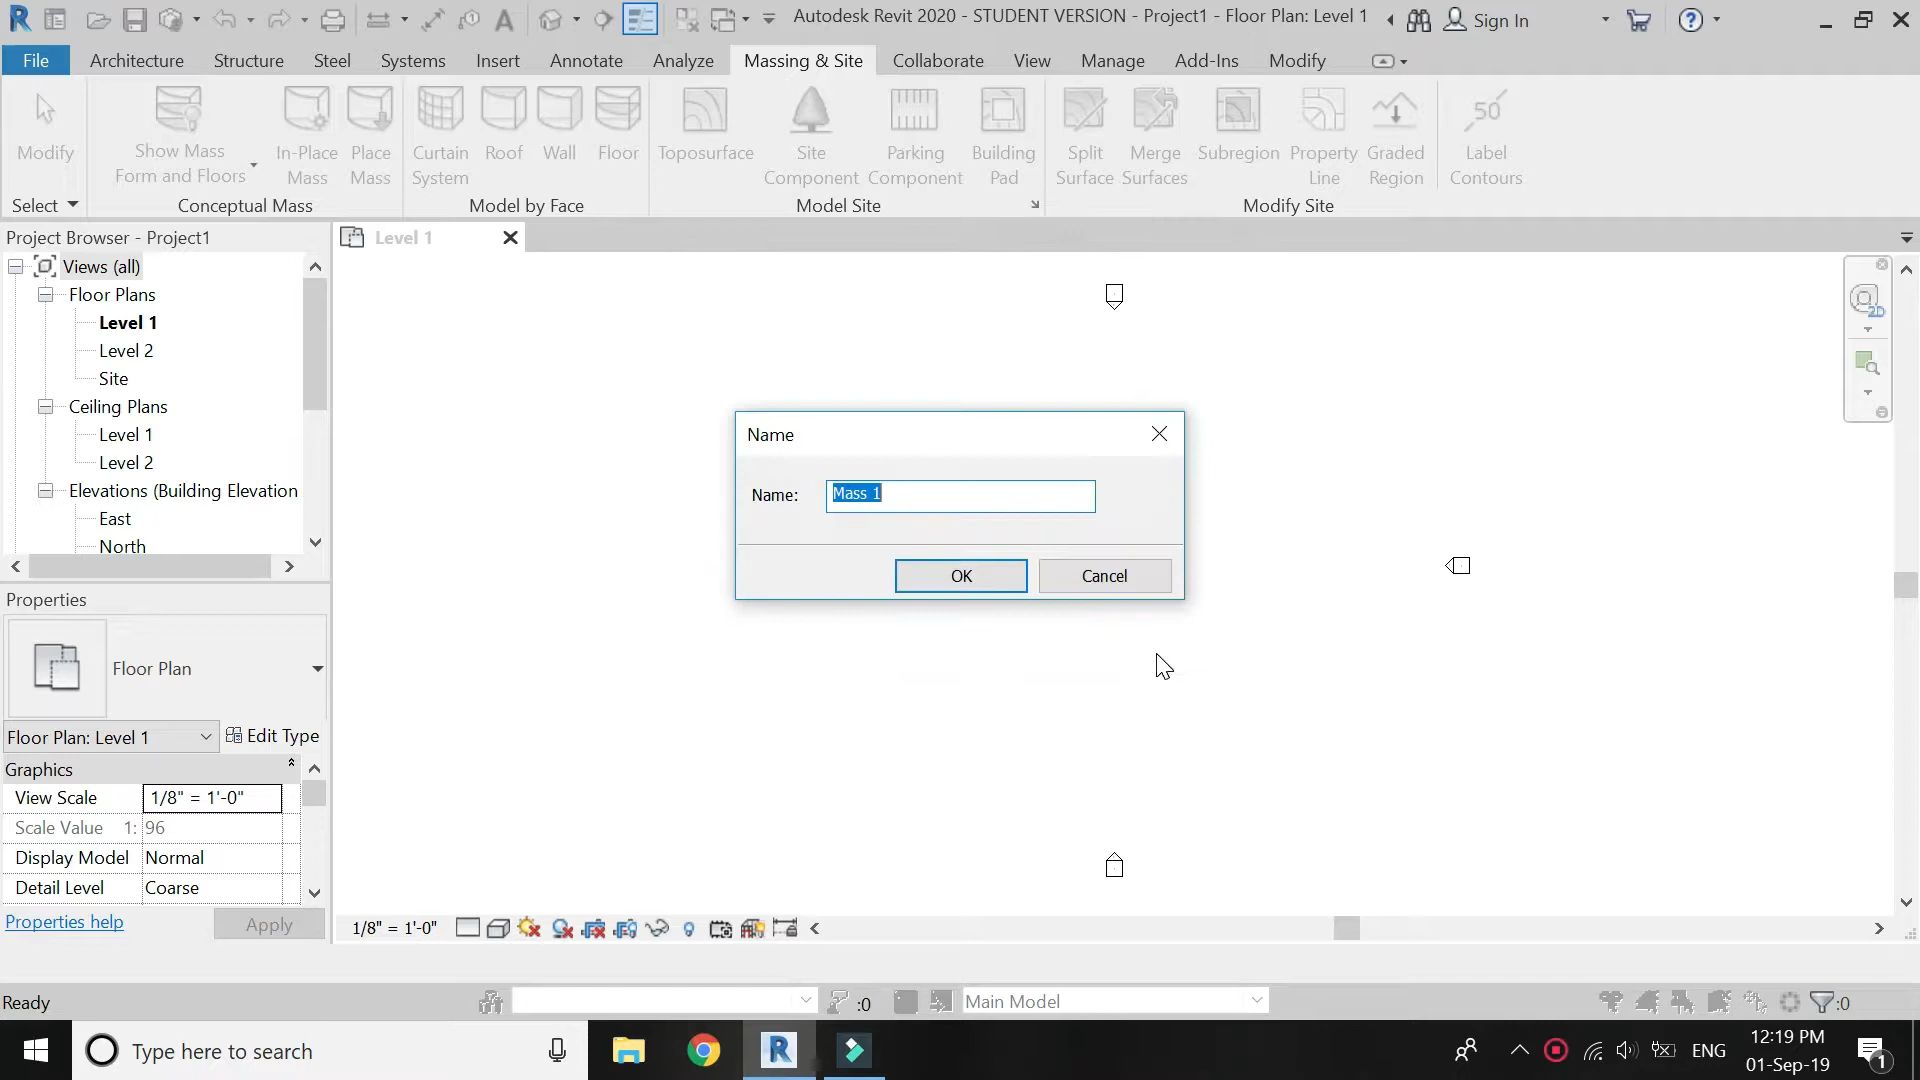 Autodesk Revit 2020 - STUDENT VERSION - Project1 - Floor Plan: Level 1
Sign In
File Architecture Structure Steel Systems Insert Annotate Analyze Massing & Site Collaborate View Manage Add-Ins Modify
Modify
Show Mass
Form and Floors
In-Place
Mass
Place
Mass
Curtain
System
Roof
Wall
Floor
Toposurface
Site
Component
Parking
Component
Building
Pad
Split
Surface
Merge
Surfaces
Subregion
Property
Line
Graded
Region
50
Label
Contours
Select
Conceptual Mass
Model by Face
Model Site
Modify Site
Project Browser - Project1
Level 1
Views (all)
Floor Plans
Level 1
Level 2
Site
Ceiling Plans
Level 1
Level 2
Elevations (Building Elevation
East
North
2D
Name
Name: Mass 1
OK Cancel
Properties
Floor Plan
Floor Plan: Level 1
Edit Type
Graphics
View Scale 1/8" = 1'-0"
Scale Value 1: 96
Display Model Normal
Detail Level Coarse
Properties help
Apply
1/8" = 1'-0"
Ready
:0
Main Model
:0
Type here to search
ENG
12:19 PM
01-Sep-19
1